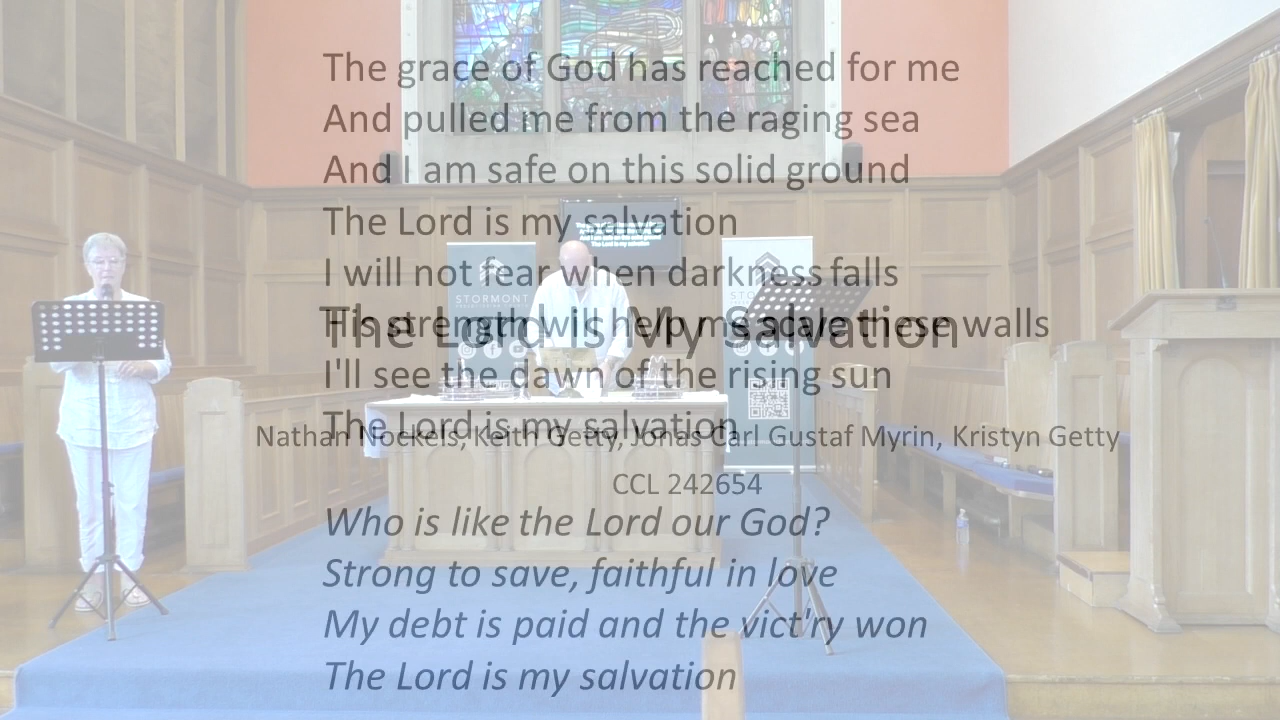 The grace of God has reached for me
And pulled me from the raging sea
And I am safe on this solid ground
The Lord is my salvation
I will not fear when darkness falls
His strength will help me scale these walls
The Lord Is My Salvation
I'll see the dawn of the rising sun
The Lord is my salvation
Nathan Nockels, Keith Getty, Jonas Carl Gustaf Myrin, Kristyn Getty
CCL 242654
Who is like the Lord our God?
Strong to save, faithful in love
My debt is paid and the vict'ry won
The Lord is my salvation
STORMONT
STO